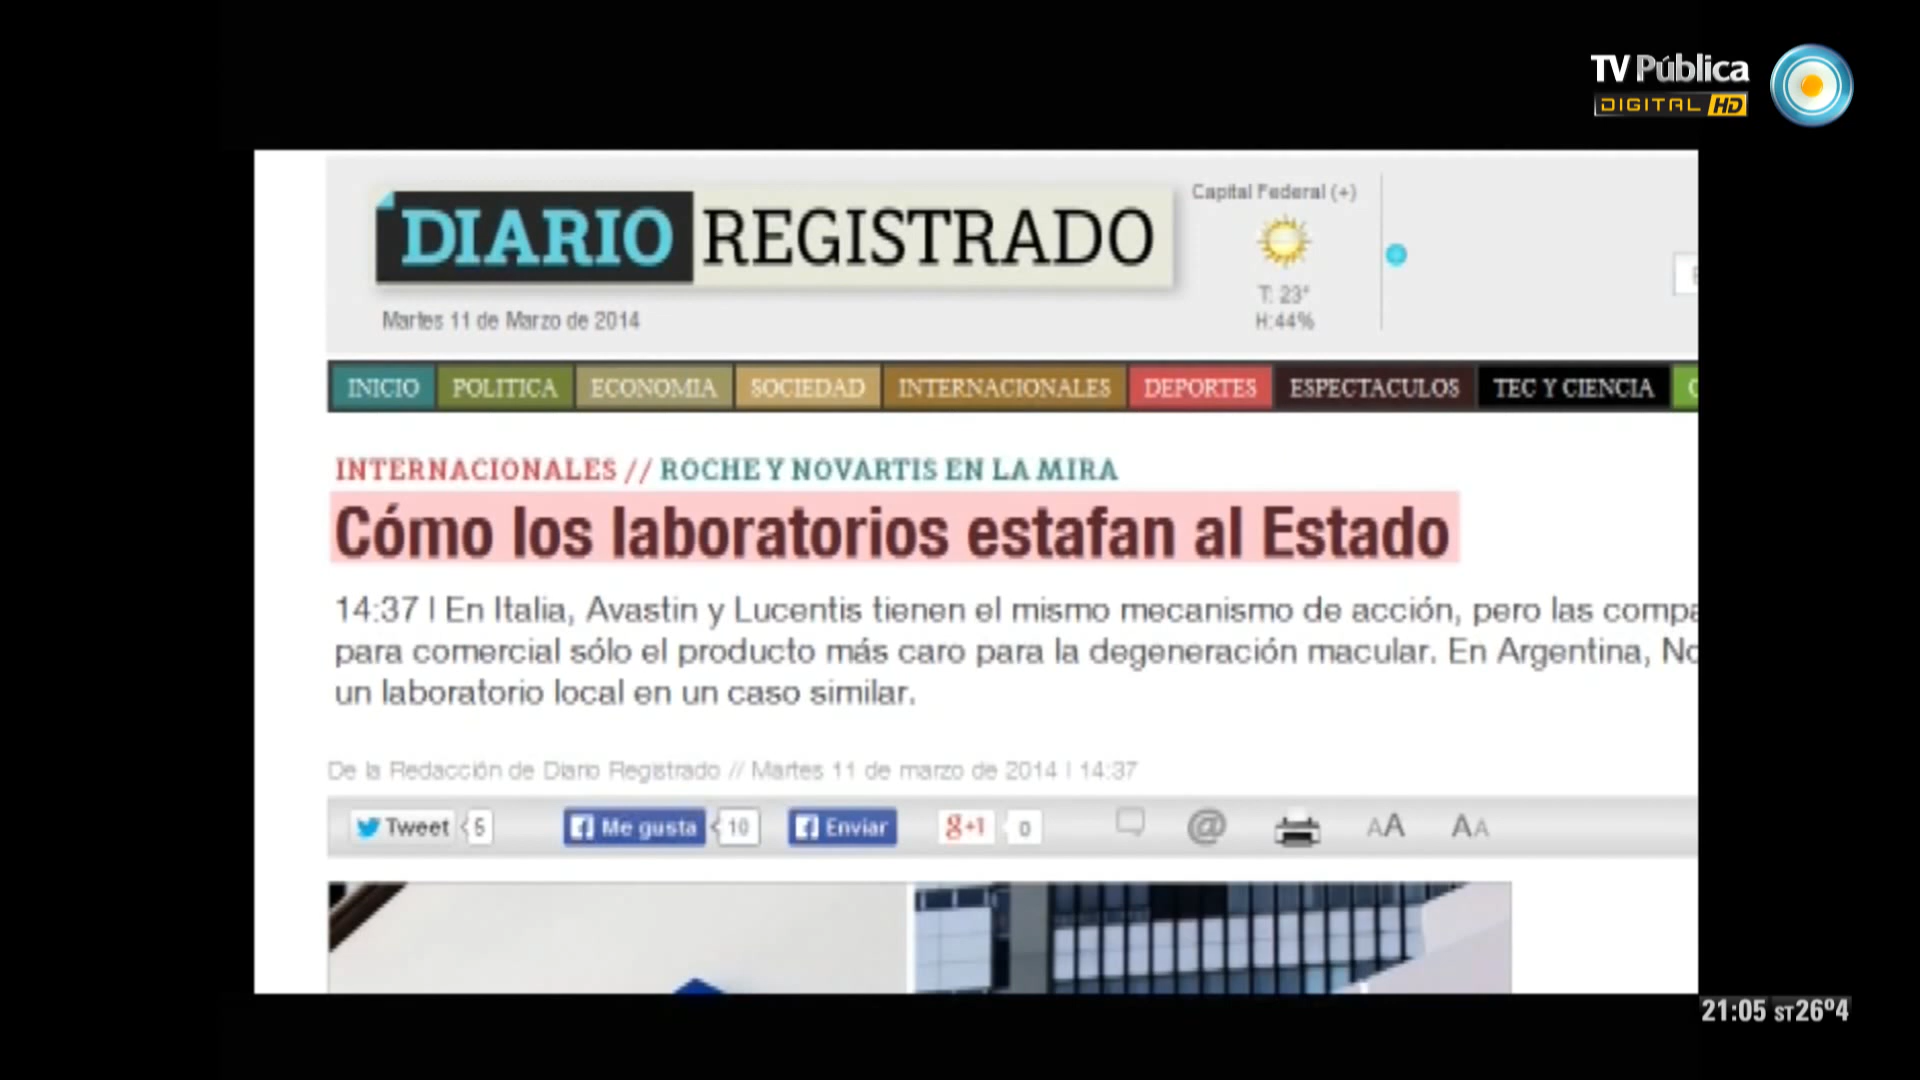 TV Pública
DIGITAL HD
DIARIO REGISTRADO
Capital Federal (+)
T: 23°
H:44%
Martes 11 de Marzo de 2014
INICIO POLITICA ECONOMIA SOCIEDAD INTERNACIONALES DEPORTES ESPECTACULOS TEC Y CIENCIA
INTERNACIONALES // ROCHE Y NOVARTIS EN LA MIRA
Cómo los laboratorios estafan al Estado
14:37 | En Italia, Avastin y Lucentis tienen el mismo mecanismo de acción, pero las compa
para comercial sólo el producto más caro para la degeneración macular. En Argentina, No
un laboratorio local en un caso similar.
De la Redacción de Diario Registrado // Martes 11 de marzo de 2014 | 14:37
Tweet 5 Me gusta 10 Enviar g+1 0 @ AA AA
21:05 ST26º4